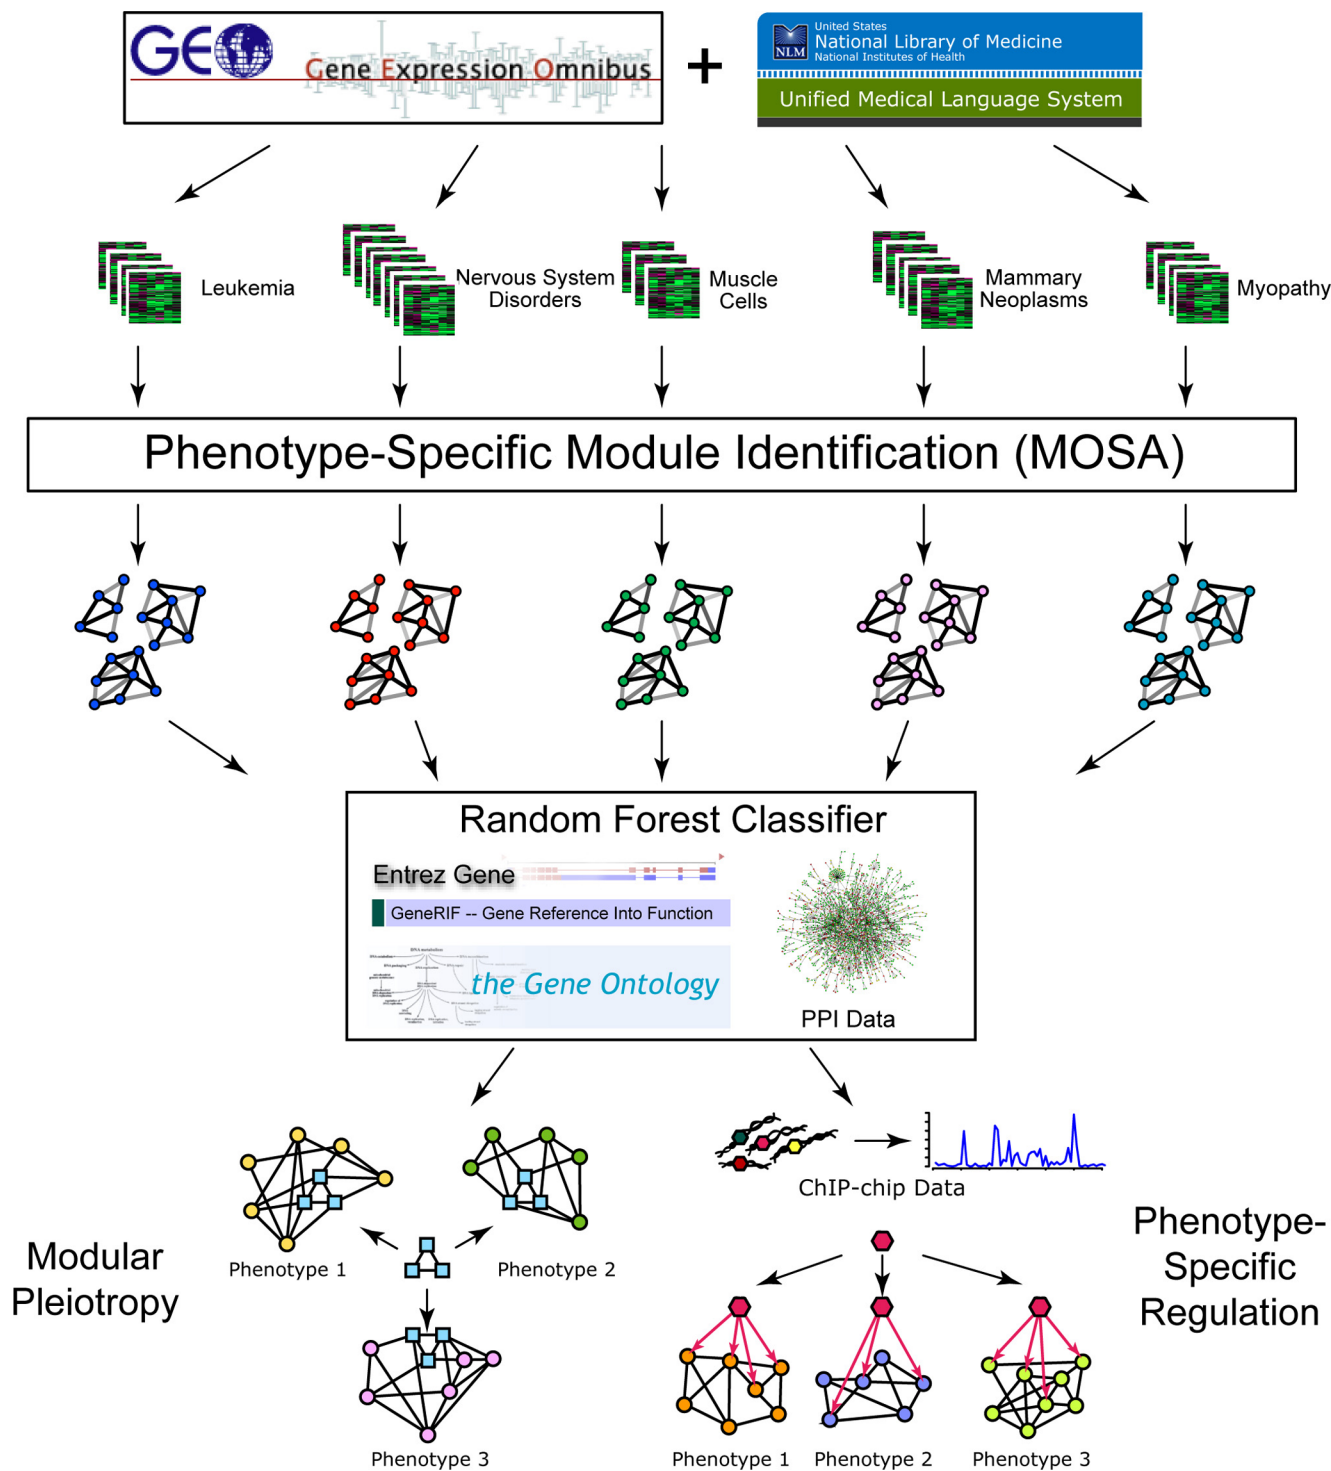 GEO
Gene Expression Omnibus
+
NLM
United States
National Library of Medicine
National Institutes of Health
Unified Medical Language System
Leukemia
Nervous System
Disorders
Muscle
Cells
Mammary
Neoplasms
Myopathy
Phenotype-Specific Module Identification (MOSA)
Random Forest Classifier
Entrez Gene
GeneRIF -- Gene Reference Into Function
the Gene Ontology
PPI Data
ChIP-chip Data
Modular
Pleiotropy
Phenotype 1
Phenotype 2
Phenotype 3
Phenotype-
Specific
Regulation
Phenotype 1
Phenotype 2
Phenotype 3